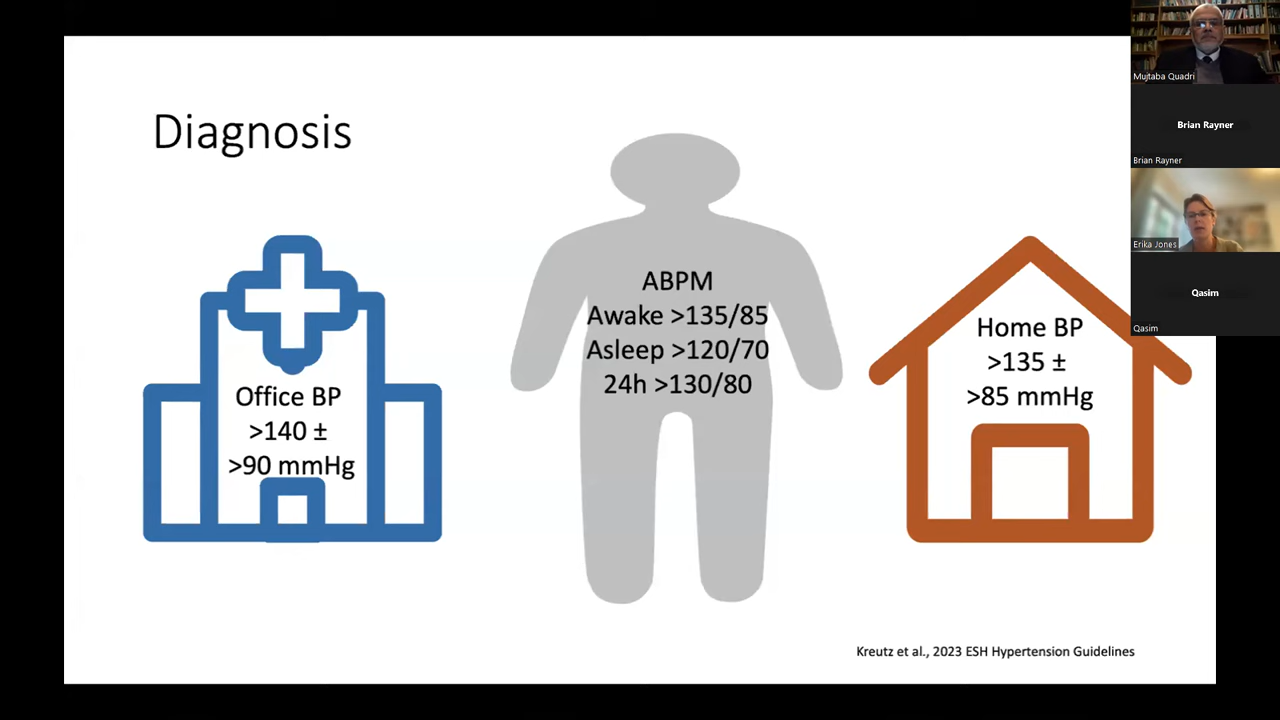 Diagnosis
Office BP
>140 ±
>90 mmHg
ABPM
Awake >135/85
Asleep >120/70
24h >130/80
Home BP
>135 ±
>85 mmHg
Kreutz et al., 2023 ESH Hypertension Guidelines
Mujtaba Quadri
Brian Rayner
Brian Rayner
Erika Jones
Qasim
Qasim